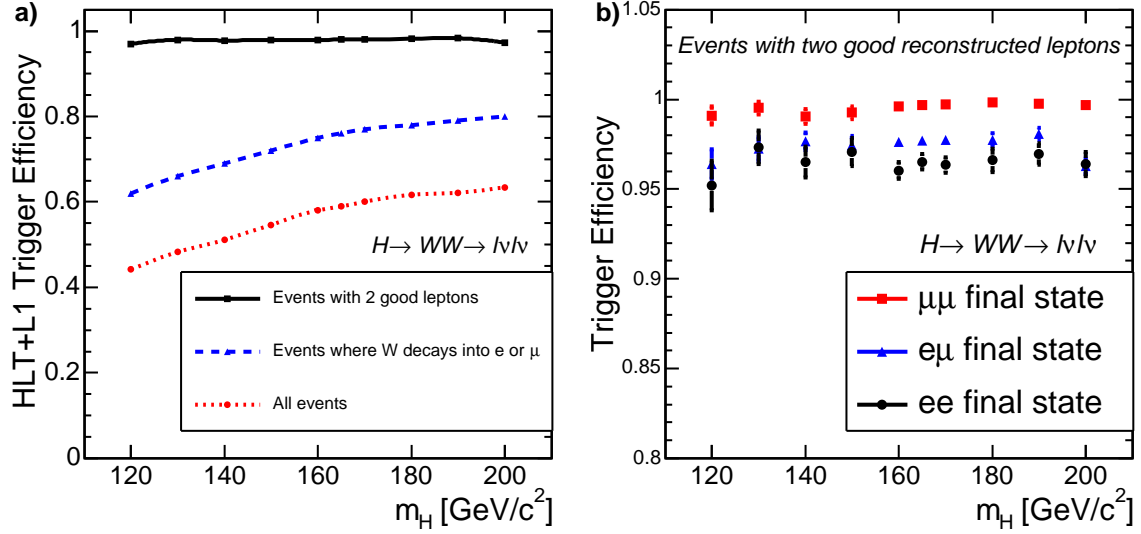 a)
HLT+L1 Trigger Efficiency
1
0.8
0.6
0.4
0.2
0
H→ WW→ lνlν
Events with 2 good leptons
Events where W decays into e or μ
All events
120 140 160 180 200
m_H [GeV/c²]
b)
Trigger Efficiency
1.05
1
0.95
0.9
0.85
0.8
Events with two good reconstructed leptons
H→ WW→ lνlν
μμ final state
eμ final state
ee final state
120 140 160 180 200
m_H [GeV/c²]